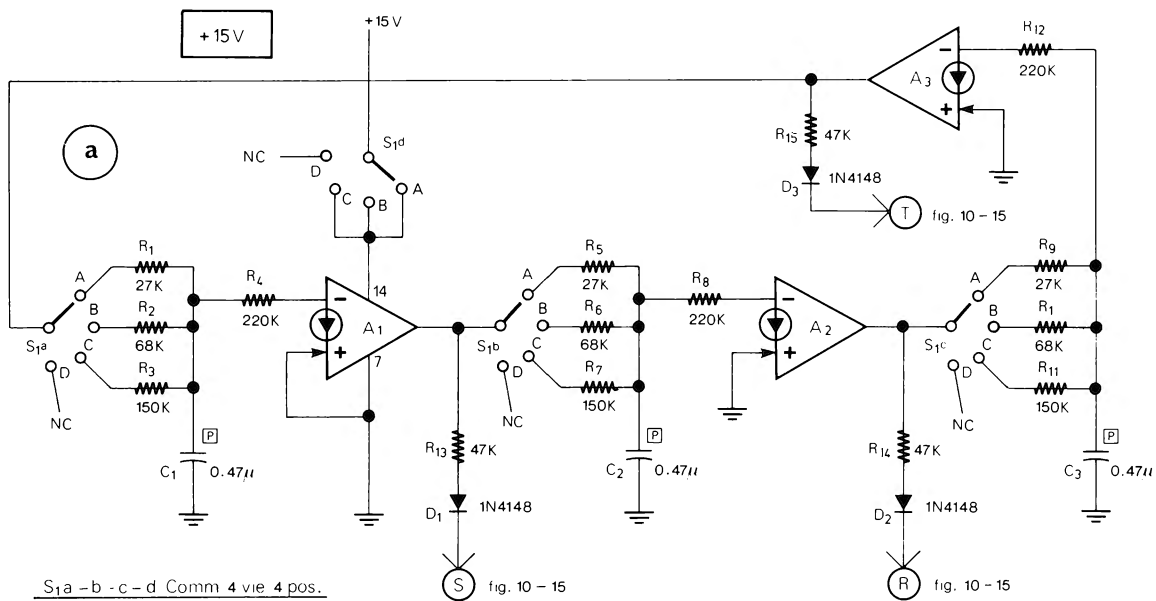 +15V
+15V
R12
220K
A3
−
+
R15
47K
D3
1N4148
T
fig. 10-15
a
NC
D
S1d
C
B
A
R1
27K
A
B
R2
68K
S1a
C
D
R3
150K
NC
P
C1
0.47µ
R4
220K
14
−
A1
+
7
R5
27K
A
B
R6
68K
S1b
C
D
R7
150K
NC
P
C2
0.47µ
R13
47K
D1
1N4148
S
fig. 10-15
R8
220K
−
A2
+
R9
27K
A
B
R1
68K
S1c
C
D
R11
150K
NC
P
C3
0.47µ
R14
47K
D2
1N4148
R
fig. 10-15
S1a-b-c-d Comm 4 vie 4 pos.